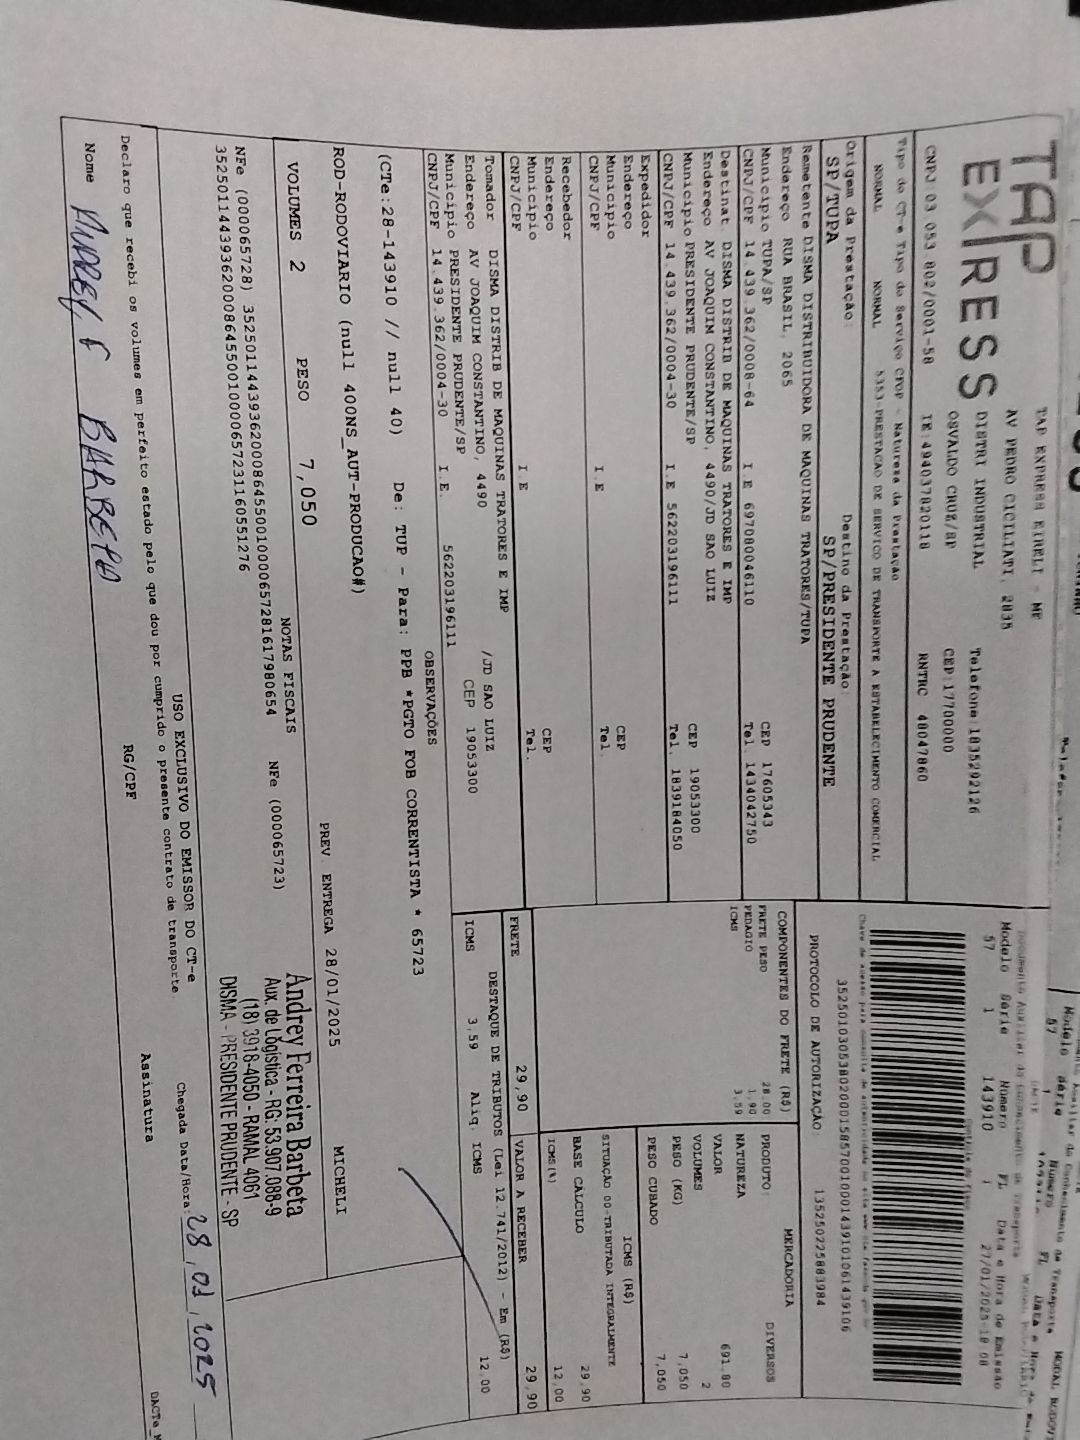 TAP EXPRESS
TAP EXPRESS EIRELI - ME
AV PEDRO CICILIATI, 2835
DISTRI INDUSTRIAL
Telefone:1835292126
OSVALDO CRUZ/SP
CEP:17700000
CNPJ:03.053.802/0001-58
IE:494037820118
RNTRC 48047860
Modelo Série Número FL Data e Hora de Emissão
57 1 143910 1 27/01/2025-18:08
Tipo do CT-e Tipo do Serviço CFOP - Natureza da Prestação
NORMAL NORMAL 5353-PRESTACAO DE SERVICO DE TRANSPORTE A ESTABELECIMENTO COMERCIAL
35250103053802000158570010001439101061439106
PROTOCOLO DE AUTORIZAÇÃO: 135250225883984
Origem da Prestação: Destino da Prestação:
SP/TUPA SP/PRESIDENTE PRUDENTE
Remetente DISMA DISTRIBUIDORA DE MAQUINAS TRATORES/TUPA
Endereço RUA BRASIL, 2065
Município TUPA/SP CEP 17605343
CNPJ/CPF 14.439.362/0008-64 I.E 697080046110 Tel. 1434042750
Destinat. DISMA DISTRIB DE MAQUINAS TRATORES E IMP
Endereço AV JOAQUIM CONSTANTINO, 4490/JD SAO LUIZ
Município PRESIDENTE PRUDENTE/SP CEP 19053300
CNPJ/CPF 14.439.362/0004-30 I.E 562203196111 Tel. 1839184050
Expedidor
Endereço
Município CEP
CNPJ/CPF I.E Tel.
Recebedor
Endereço
Município CEP
CNPJ/CPF I.E Tel.
COMPONENTES DO FRETE (R$)
FRETE PESO 28.00
PEDAGIO 1.90
ICMS 3.59
MERCADORIA
PRODUTO: DIVERSOS
NATUREZA
VALOR 691.80
VOLUMES 2
PESO (KG) 7,050
PESO CUBADO 7,050
ICMS (R$)
SITUAÇÃO 00-TRIBUTADA INTEGRALMENTE
BASE CÁLCULO 29,90
ICMS(%) 12,00
FRETE 29,90 VALOR A RECEBER 29,90
Tomador DISMA DISTRIB DE MAQUINAS TRATORES E IMP
Endereço AV JOAQUIM CONSTANTINO, 4490 /JD SAO LUIZ
Município PRESIDENTE PRUDENTE/SP CEP 19053300
CNPJ/CPF 14.439.362/0004-30 I.E. 562203196111
DESTAQUE DE TRIBUTOS (Lei 12.741/2012) - Em (R$)
ICMS 3,59 Aliq. ICMS 12,00
OBSERVAÇÕES
(CTe:28-143910 // null 40) De: TUP - Para: PPB *PGTO FOB CORRENTISTA * 65723
ROD-RODOVIARIO (null 400NS_AUT-PRODUCAO#)
PREV. ENTREGA 28/01/2025 MICHELI
VOLUMES 2 PESO 7,050
NOTAS FISCAIS
NFe (000065728) 35250114439362000864550010000657281617980654 NFe (000065723)
35250114439362000864550010000657231160551276
Andrey Ferreira Barbeta
Aux. de Logística - RG: 53.907.088-9
(18) 3918-4050 - RAMAL 4061
DISMA - PRESIDENTE PRUDENTE - SP
USO EXCLUSIVO DO EMISSOR DO CT-e
Declaro que recebi os volumes em perfeito estado pelo que dou por cumprido o presente contrato de transporte
Chegada Data/Hora: 28,01,2025
Nome ANDREY F BARBETA RG/CPF Assinatura